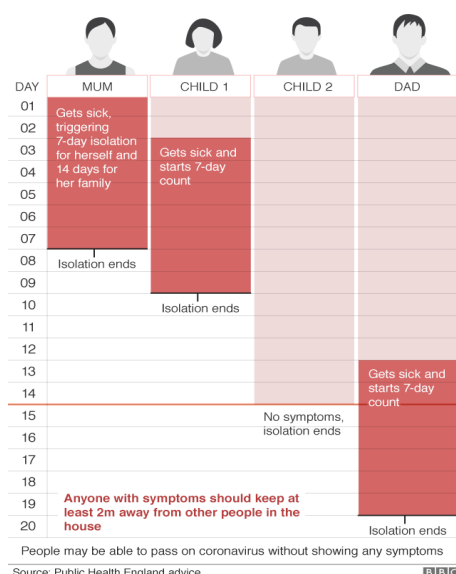 DAY MUM CHILD 1 CHILD 2 DAD
01
02
03
04
05
06
07
08
09
10
11
12
13
14
15
16
17
18
19
20
Gets sick,
triggering
7-day isolation
for herself and
14 days for
her family
Isolation ends
Gets sick and
starts 7-day
count
Isolation ends
No symptoms,
isolation ends
Gets sick and
starts 7-day
count
Isolation ends
Anyone with symptoms should keep at
least 2m away from other people in the
house
People may be able to pass on coronavirus without showing any symptoms
Source: Public Health England advice
BBC